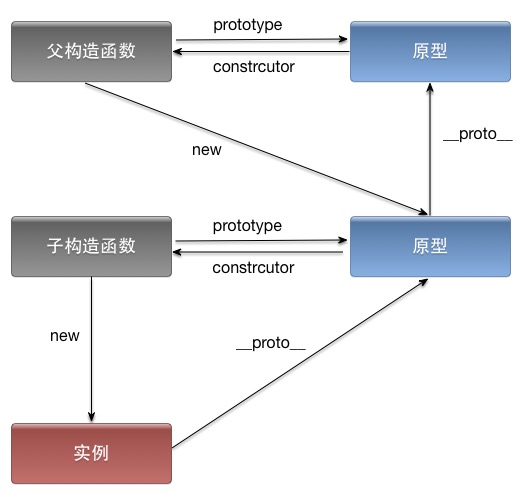 prototype
父构造函数
原型
constrcutor
__proto__
new
prototype
子构造函数
原型
constrcutor
new
__proto__
实例